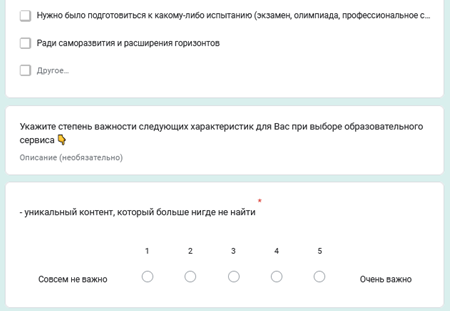 Нужно было подготовиться к какому-либо испытанию (экзамен, олимпиада, профессиональное с...
Ради саморазвития и расширения горизонтов
Другое...
Укажите степень важности следующих характеристик для Вас при выборе образовательного
сервиса 👇
Описание (необязательно)
- уникальный контент, который больше нигде не найти *
1 2 3 4 5
Совсем не важно Очень важно